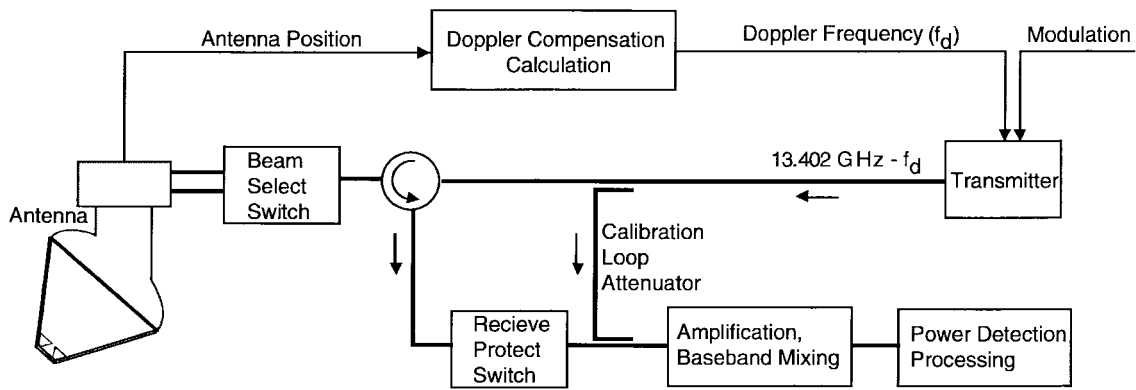 Antenna Position
Doppler Compensation
Calculation
Doppler Frequency (fd)
Modulation
Beam
Select
Switch
13.402 GHz - fd
Transmitter
Antenna
Calibration
Loop
Attenuator
Recieve
Protect
Switch
Amplification,
Baseband Mixing
Power Detection
Processing